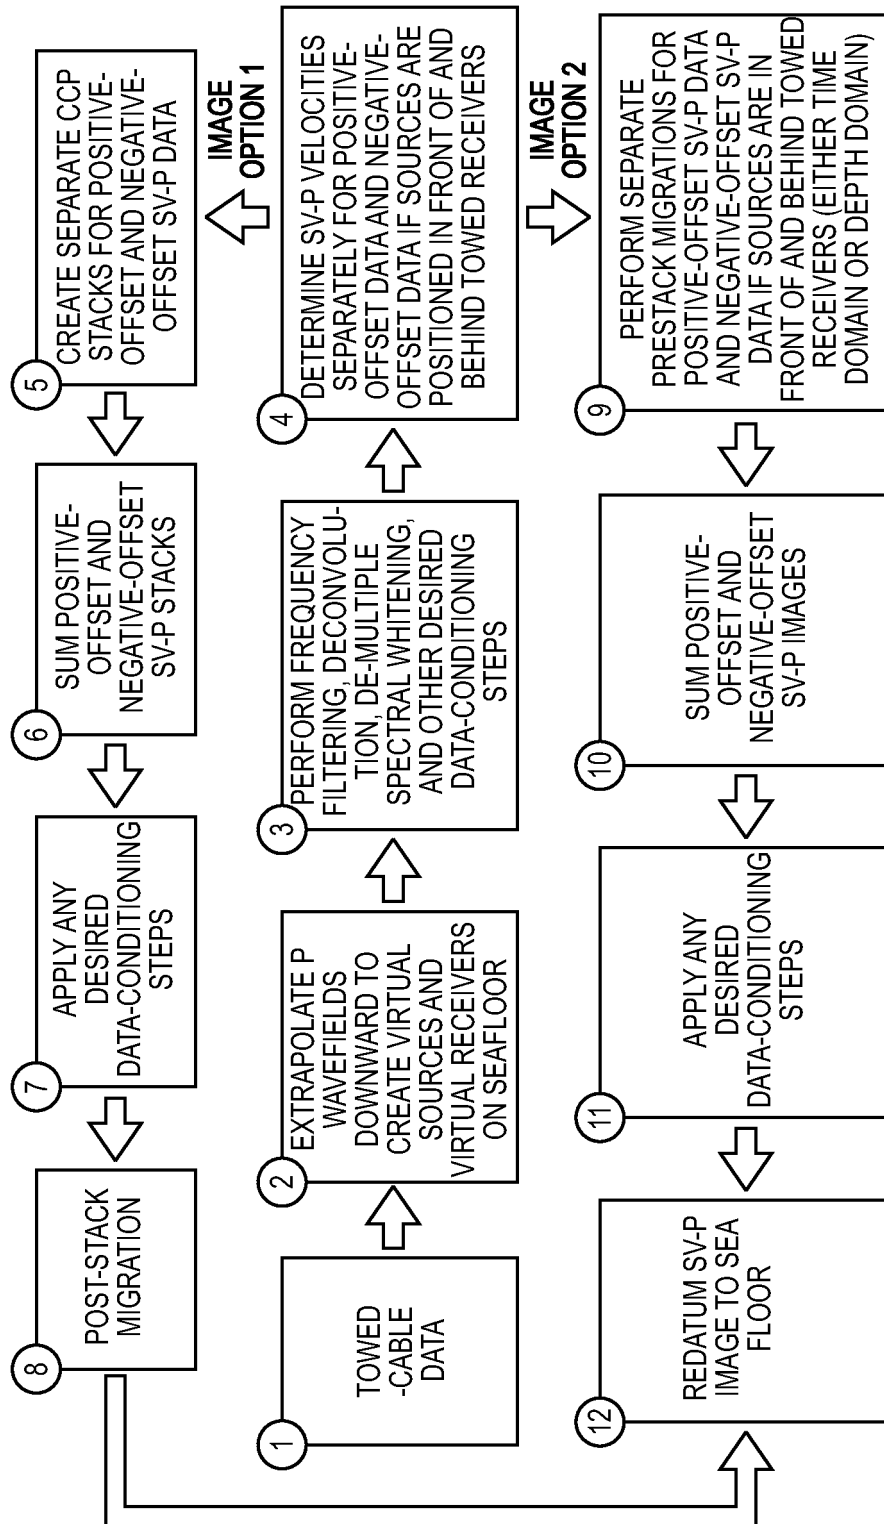 5
CREATE SEPARATE CCP
STACKS FOR POSITIVE-
OFFSET AND NEGATIVE-
OFFSET SV-P DATA
6
SUM POSITIVE-
OFFSET AND
NEGATIVE-OFFSET
SV-P STACKS
7
APPLY ANY
DESIRED
DATA-CONDITIONING
STEPS
8
POST-STACK
MIGRATION
IMAGE
OPTION 1
1
TOWED
-CABLE
DATA
2
EXTRAPOLATE P
WAVEFIELDS
DOWNWARD TO
CREATE VIRTUAL
SOURCES AND
VIRTUAL RECEIVERS
ON SEAFLOOR
3
PERFORM FREQUENCY
FILTERING, DECONVOLU-
TION, DE-MULTIPLE
SPECTRAL WHITENING,
AND OTHER DESIRED
DATA-CONDITIONING
STEPS
4
DETERMINE SV-P VELOCITIES
SEPARATELY FOR POSITIVE-
OFFSET DATA AND NEGATIVE-
OFFSET DATA IF SOURCES ARE
POSITIONED IN FRONT OF AND
BEHIND TOWED RECEIVERS
IMAGE
OPTION 2
9
PERFORM SEPARATE
PRESTACK MIGRATIONS FOR
POSITIVE-OFFSET SV-P DATA
AND NEGATIVE-OFFSET SV-P
DATA IF SOURCES ARE IN
FRONT OF AND BEHIND TOWED
RECEIVERS (EITHER TIME
DOMAIN OR DEPTH DOMAIN)
10
SUM POSITIVE-
OFFSET AND
NEGATIVE-OFFSET
SV-P IMAGES
11
APPLY ANY
DESIRED
DATA-CONDITIONING
STEPS
12
REDATUM SV-P
IMAGE TO SEA
FLOOR